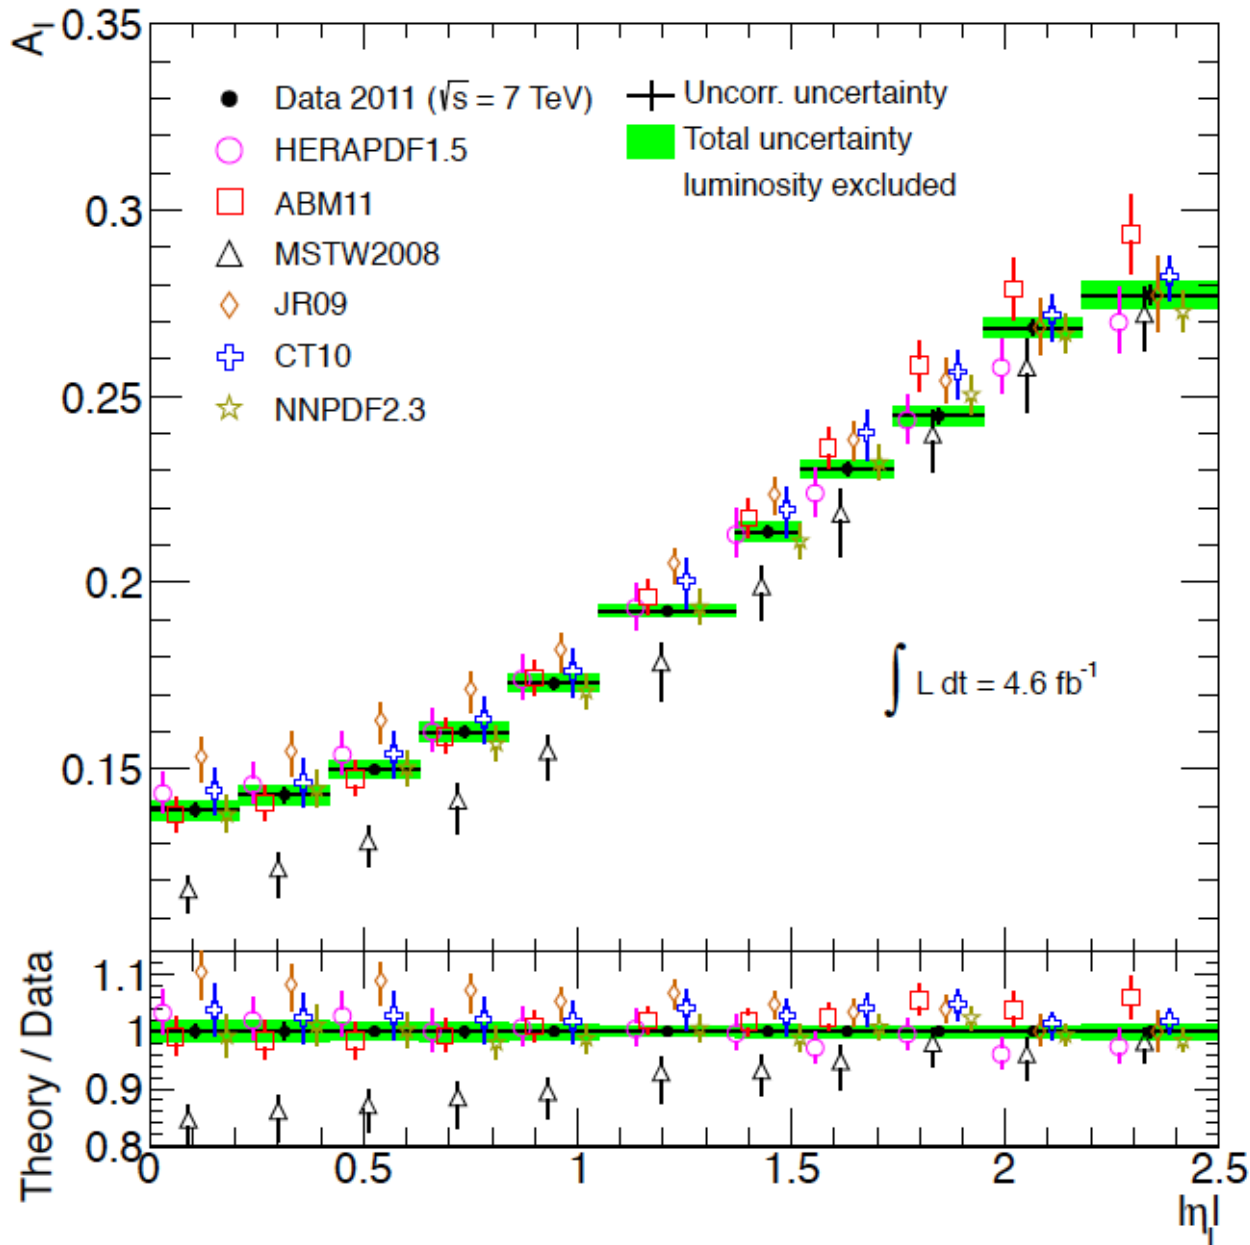 A_l
0.35
0.3
0.25
0.2
0.15
Data 2011 (√s = 7 TeV)
HERAPDF1.5
ABM11
MSTW2008
JR09
CT10
NNPDF2.3
Uncorr. uncertainty
Total uncertainty
luminosity excluded
∫ L dt = 4.6 fb⁻¹
Theory / Data
1.1
1
0.9
0.8
0
0.5
1
1.5
2
2.5
|η_l|